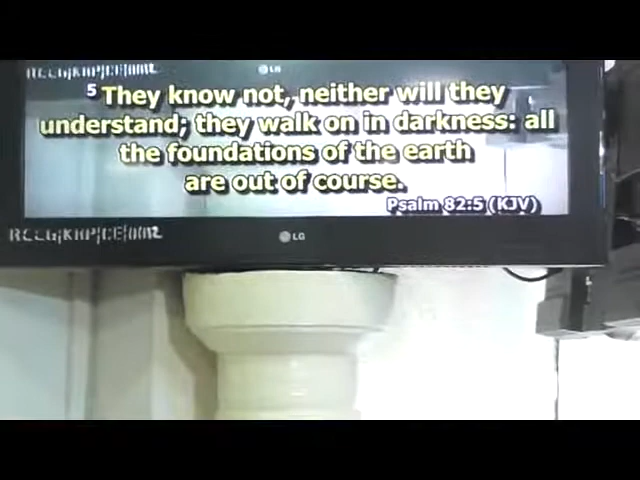 LG
5 They know not, neither will they
understand; they walk on in darkness: all
the foundations of the earth
are out of course.
Psalm 82:5 (KJV)
LG